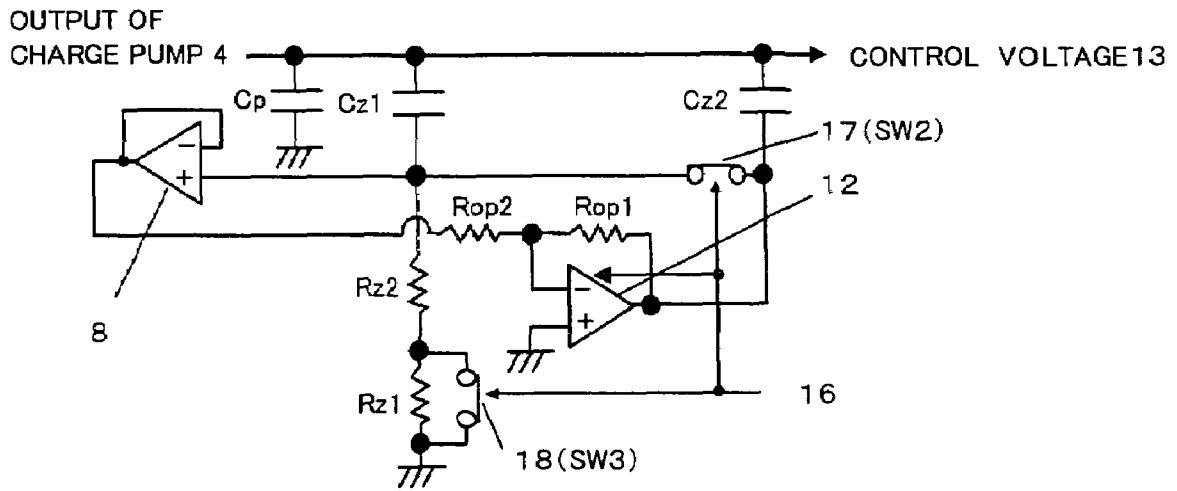 OUTPUT OF
CHARGE PUMP 4
CONTROL VOLTAGE13
Cp
Cz1
Cz2
17(SW2)
−
+
12
Rop2
Rop1
Rz2
−
+
8
Rz1
16
18(SW3)